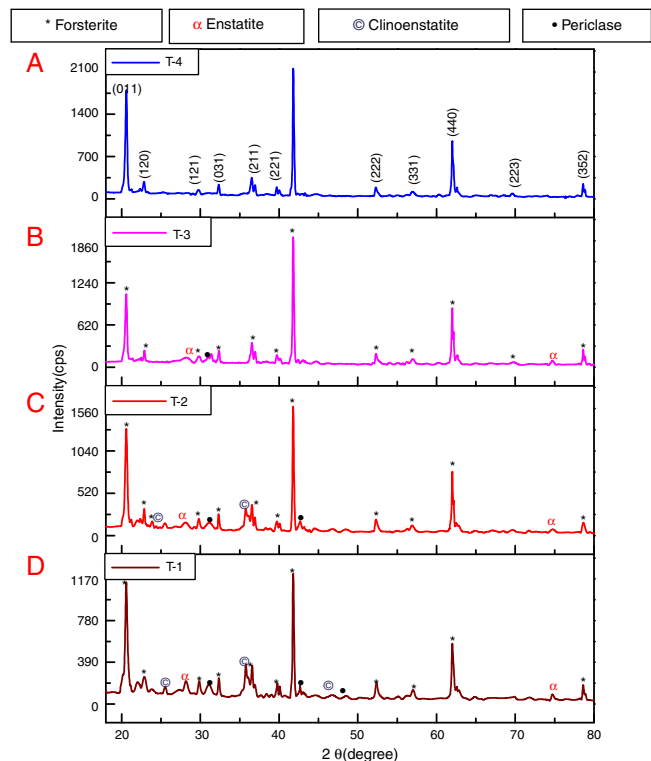 * Forsterite α Enstatite © Clinoenstatite • Periclase
A
T-4
2100
1400
700
0
(011)
(120)
(121)
(031)
(211)
(221)
(222)
(331)
(440)
(223)
(352)
B
T-3
1860
1240
620
0
* * α * • * * * * * * * * α *
Intensity(cps)
C
T-2
1560
1040
520
0
* * * © α * • * © * * * • * * * α *
D
T-1
1170
780
390
0
* * © α * • * © * * • © • * * * α *
20 30 40 50 60 70 80
2 θ(degree)